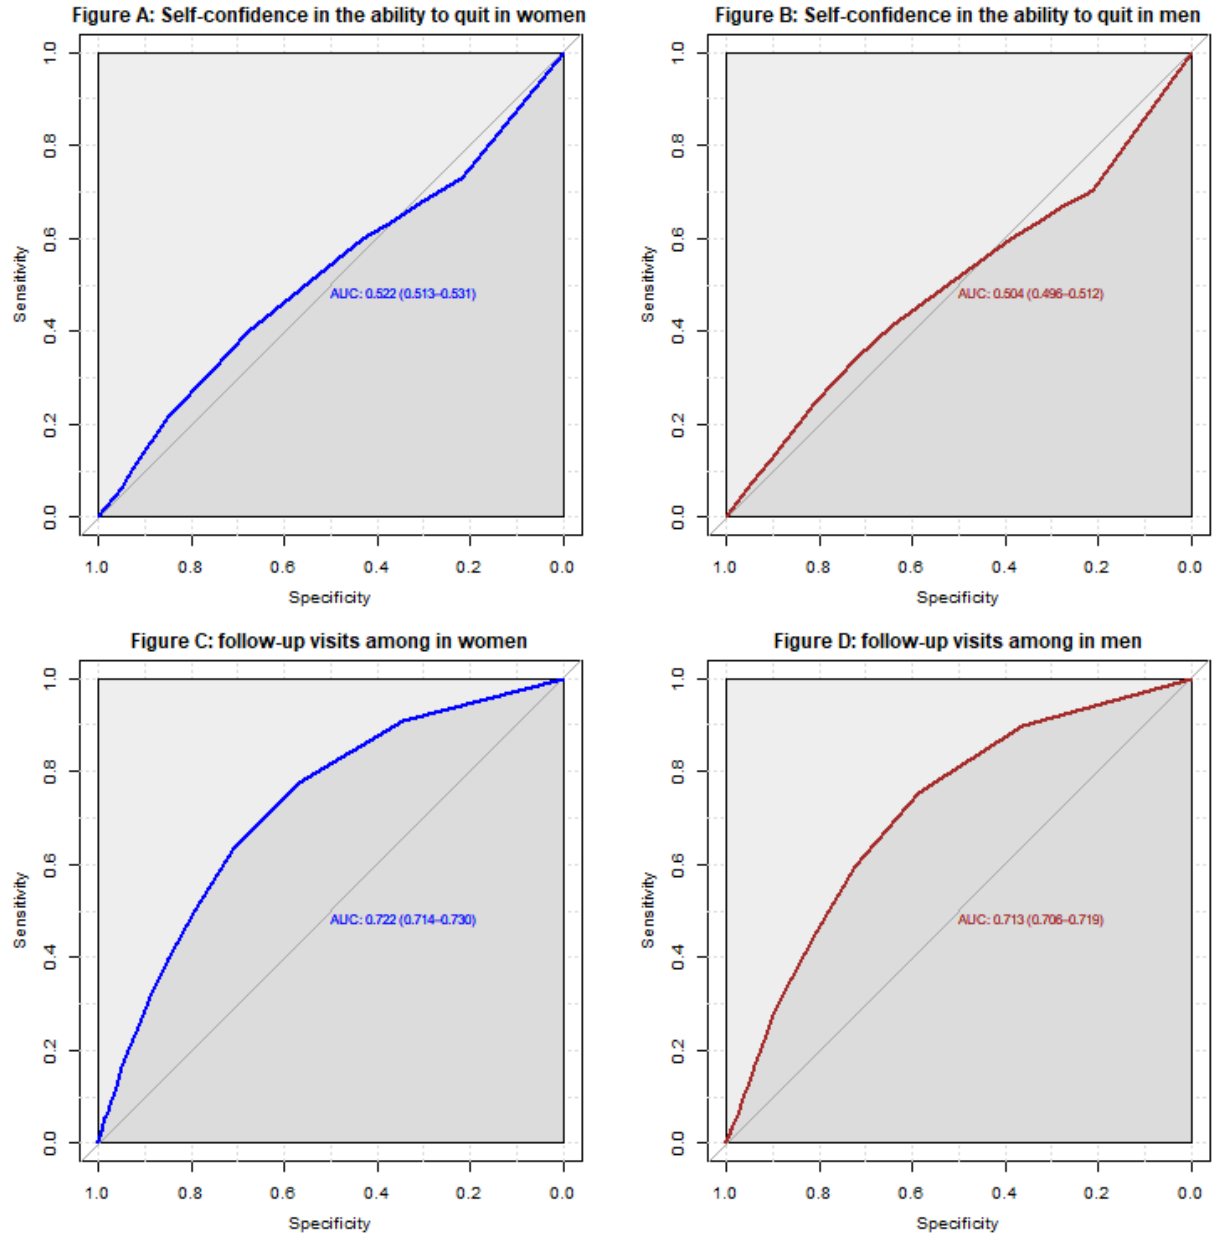 Figure A: Self-confidence in the ability to quit in women
1.0
0.8
0.6
0.4
0.2
0.0
Sensitivity
AUC: 0.522 (0.513–0.531)
1.0 0.8 0.6 0.4 0.2 0.0
Specificity
Figure B: Self-confidence in the ability to quit in men
1.0
0.8
0.6
0.4
0.2
0.0
Sensitivity
AUC: 0.504 (0.496–0.512)
1.0 0.8 0.6 0.4 0.2 0.0
Specificity
Figure C: follow-up visits among in women
1.0
0.8
0.6
0.4
0.2
0.0
Sensitivity
AUC: 0.722 (0.714–0.730)
1.0 0.8 0.6 0.4 0.2 0.0
Specificity
Figure D: follow-up visits among in men
1.0
0.8
0.6
0.4
0.2
0.0
Sensitivity
AUC: 0.713 (0.706–0.719)
1.0 0.8 0.6 0.4 0.2 0.0
Specificity